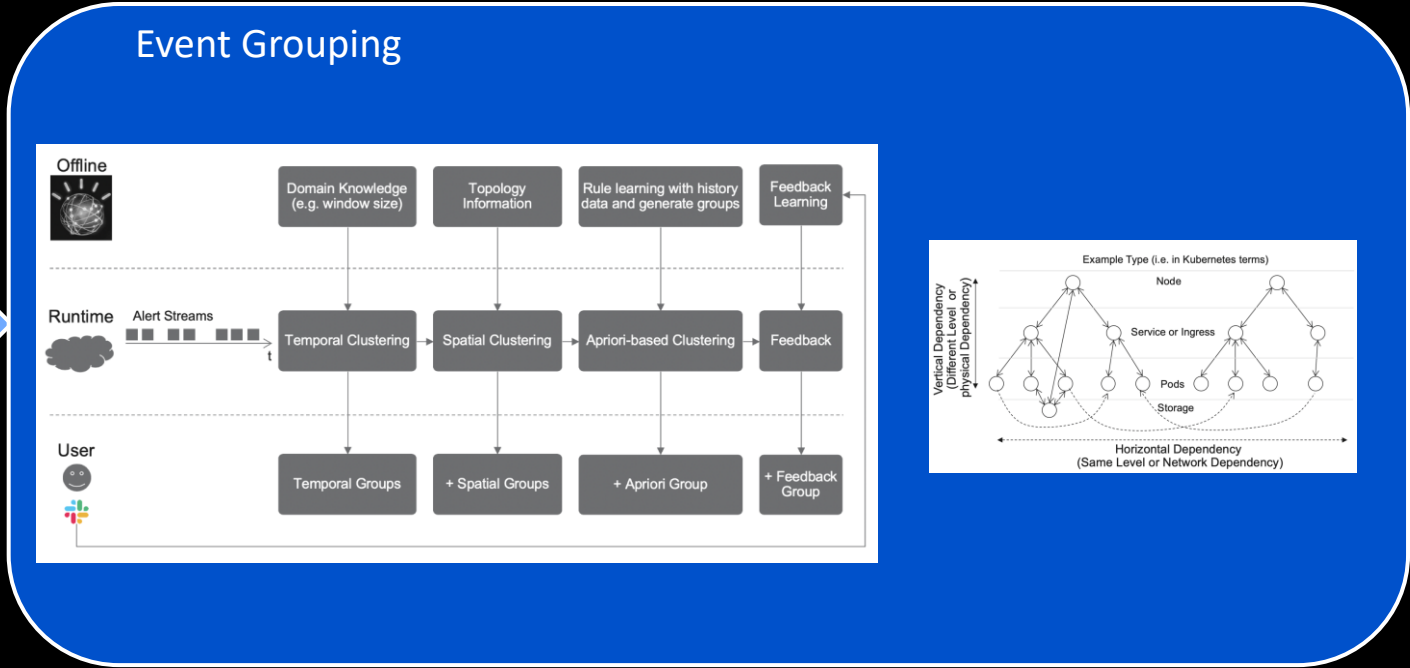 Event Grouping
Offline
Domain Knowledge
(e.g. window size)
Topology
Information
Rule learning with history
data and generate groups
Feedback
Learning
Runtime
Alert Streams
t
Temporal Clustering
Spatial Clustering
Apriori-based Clustering
Feedback
User
Temporal Groups
+ Spatial Groups
+ Apriori Group
+ Feedback
Group
Example Type (i.e. in Kubernetes terms)
Node
Service or Ingress
Pods
Storage
Vertical Dependency
(Different Level or
physical Dependency)
Horizontal Dependency
(Same Level or Network Dependency)